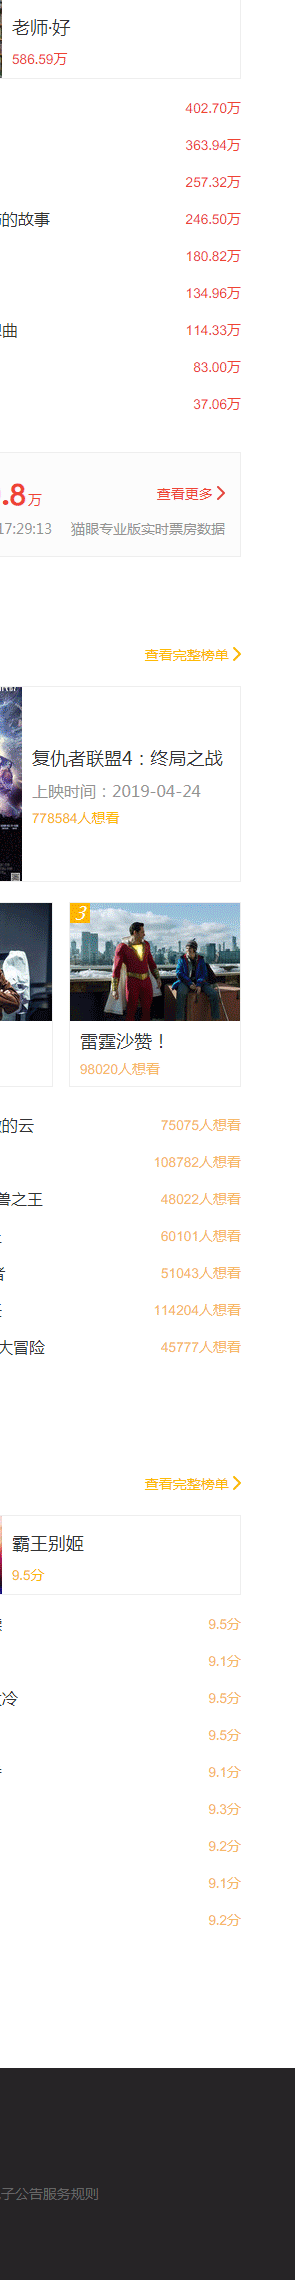 老师·好
586.59万
402.70万
363.94万
257.32万
的故事 246.50万
180.82万
134.96万
曲 114.33万
83.00万
37.06万
.8万 查看更多
17:29:13 猫眼专业版实时票房数据
查看完整榜单
复仇者联盟4：终局之战
上映时间：2019-04-24
778584人想看
3
雷霆沙赞！
98020人想看
的云 75075人想看
108782人想看
兽之王 48022人想看
60101人想看
者 51043人想看
114204人想看
大冒险 45777人想看
查看完整榜单
霸王别姬
9.5分
9.5分
9.1分
冷 9.5分
9.5分
9.1分
9.3分
9.2分
9.1分
9.2分
子公告服务规则